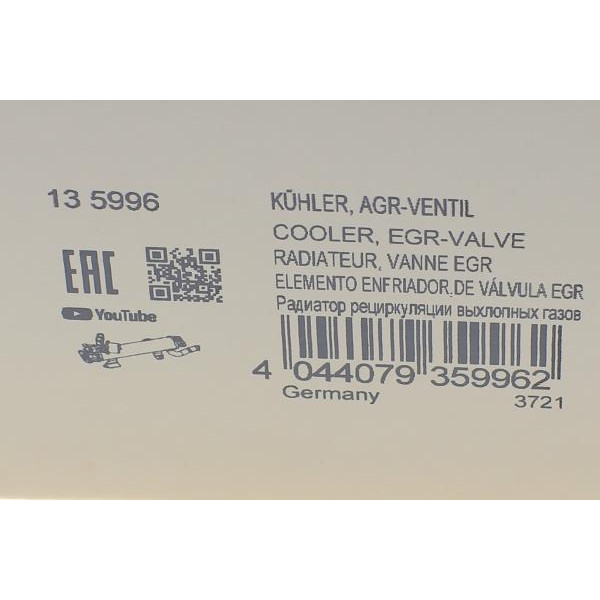 13 5996
EAC
YouTube
KÜHLER, AGR-VENTIL
COOLER, EGR-VALVE
RADIATEUR, VANNE EGR
ELEMENTO ENFRIADOR.DE VÁLVULA EGR
Радиатор рециркуляции выхлопных газов
4 044079 359962
Germany
3721